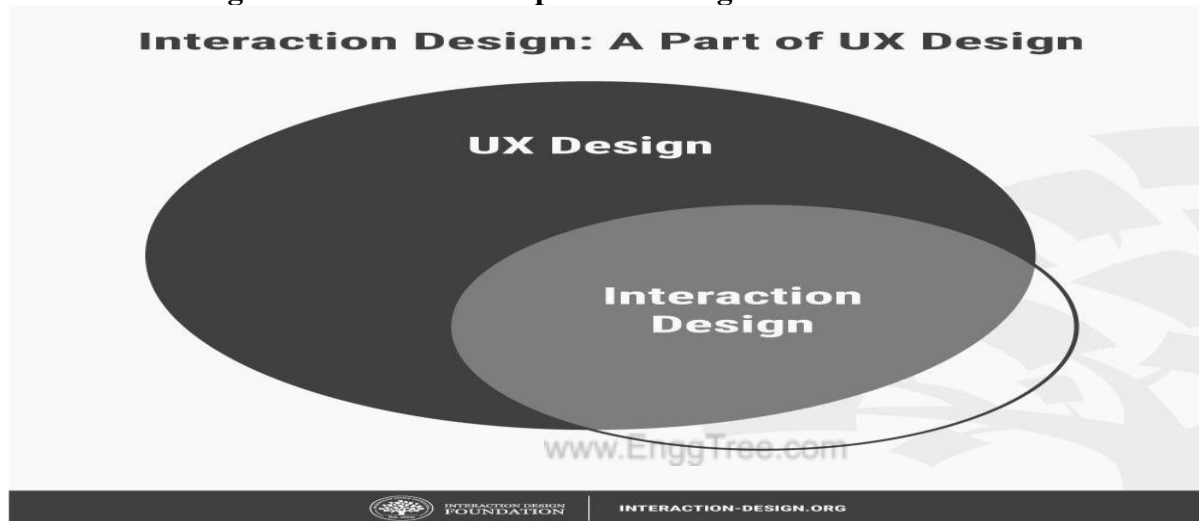 Interaction Design: A Part of UX Design
UX Design
Interaction
Design
www.EnggTree.com
INTERACTION DESIGN
FOUNDATION
INTERACTION-DESIGN.ORG